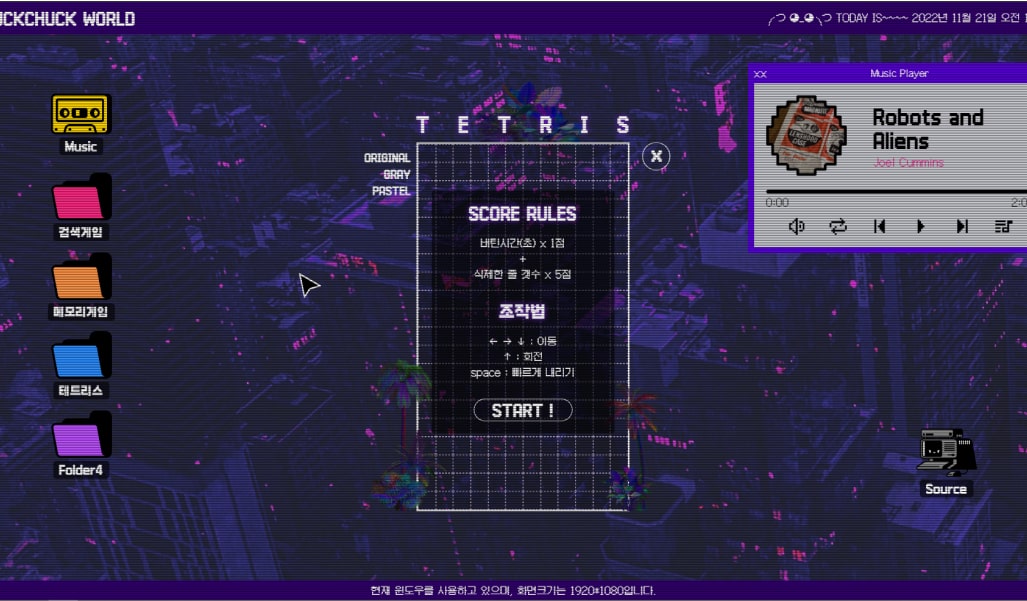 UCKCHUCK WORLD
TODAY IS~~~~ 2022년 11월 21일 오전 1
XX
Music Player
Robots and
Aliens
Joel Cummins
0:00
2:0
Music
검색게임
메모리게임
테트리스
Folder4
TETRIS
X
ORIGINAL
GRAY
PASTEL
SCORE RULES
버틴시간(초) x 1점
+
삭제한 줄 갯수 x 5점
조작법
← → ↓ : 이동
↑ : 회전
space : 빠르게 내리기
START !
Source
현재 윈도우를 사용하고 있으며, 화면크기는 1920*1080입니다.